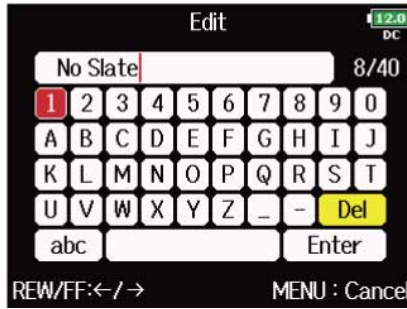 Edit
12.0
DC
No Slate
8/40
1 2 3 4 5 6 7 8 9 0
A B C D E F G H I J
K L M N O P Q R S T
U V W X Y Z _ - Del
abc Enter
REW/FF:←/→ MENU : Cancel